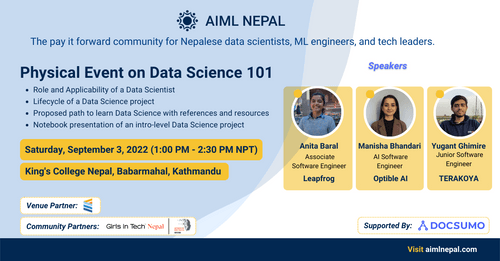 AIML NEPAL
The pay it forward community for Nepalese data scientists, ML engineers, and tech leaders.
Physical Event on Data Science 101
Role and Applicability of a Data Scientist
Lifecycle of a Data Science project
Proposed path to learn Data Science with references and resources
Notebook presentation of an intro-level Data Science project
Saturday, September 3, 2022 (1:00 PM - 2:30 PM NPT)
King's College Nepal, Babarmahal, Kathmandu
Speakers
Anita Baral
Associate
Software Engineer
Leapfrog
Manisha Bhandari
AI Software
Engineer
Optible AI
Yugant Ghimire
Junior Software
Engineer
TERAKOYA
Venue Partner:
Community Partners: Girls in Tech Nepal
Supported By: DOCSUMO
Visit aimlnepal.com